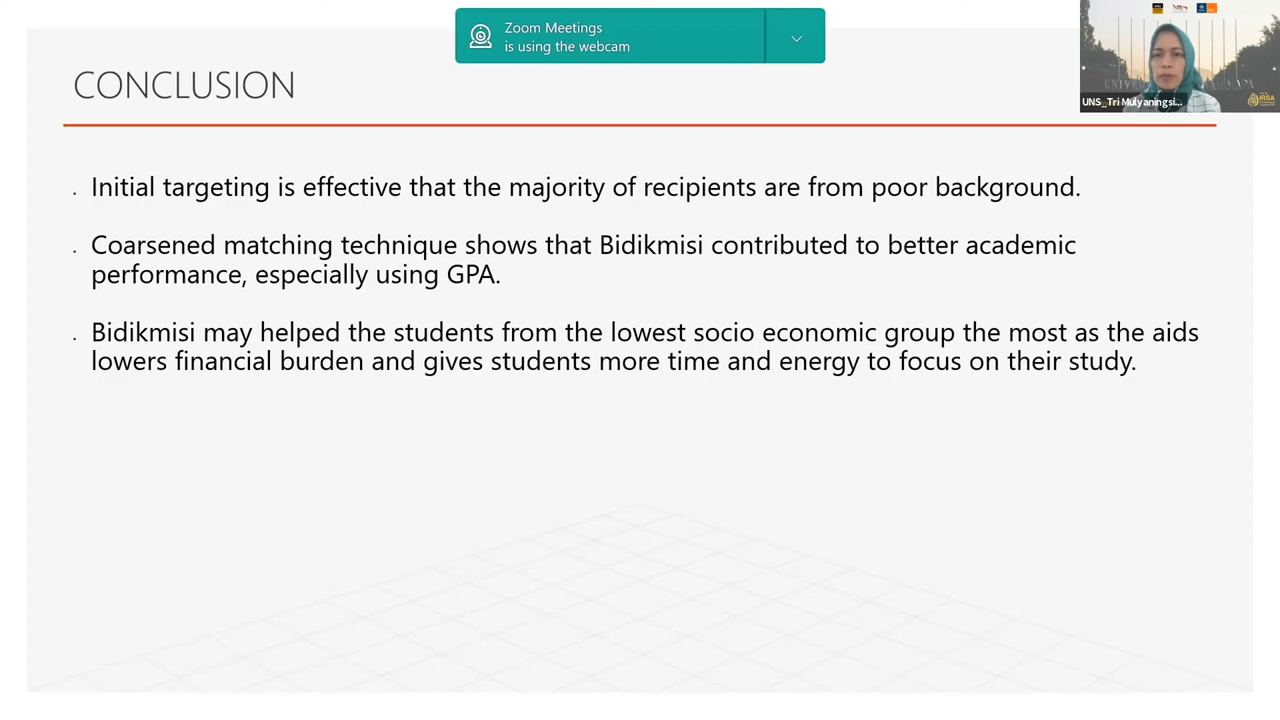 Zoom Meetings
is using the webcam
CONCLUSION
UNS_Tri Mulyaningsi...
IRSA
. Initial targeting is effective that the majority of recipients are from poor background.
. Coarsened matching technique shows that Bidikmisi contributed to better academic
performance, especially using GPA.
. Bidikmisi may helped the students from the lowest socio economic group the most as the aids
lowers financial burden and gives students more time and energy to focus on their study.